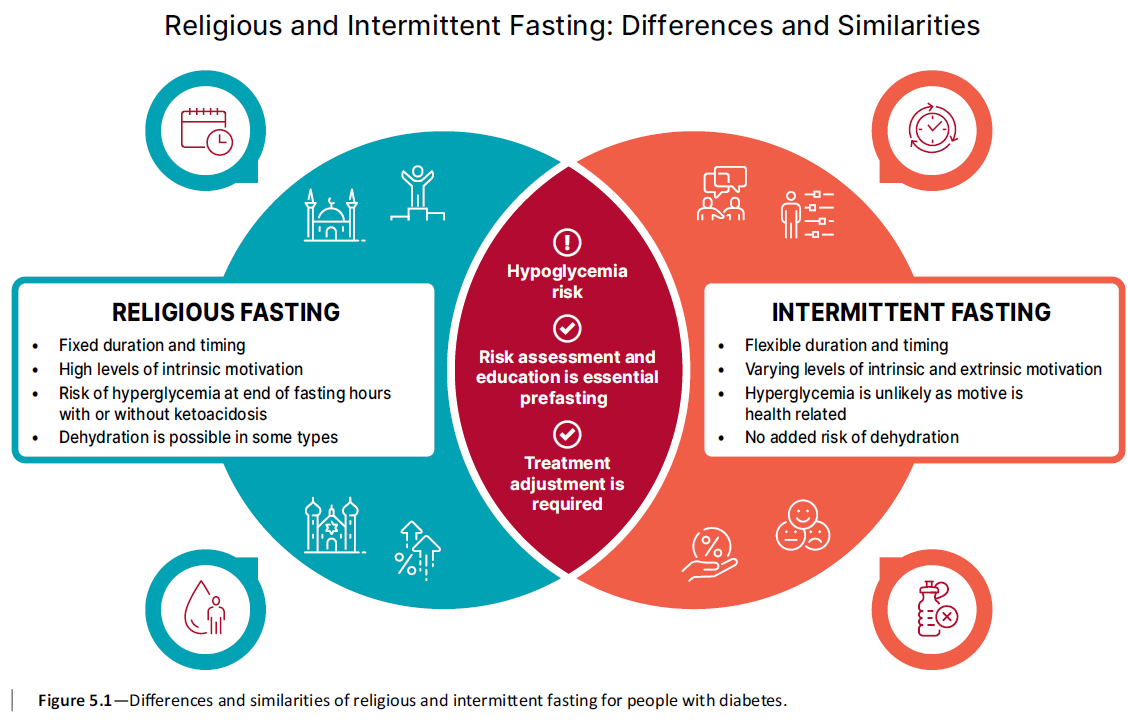 Religious and Intermittent Fasting: Differences and Similarities
RELIGIOUS FASTING
• Fixed duration and timing
• High levels of intrinsic motivation
• Risk of hyperglycemia at end of fasting hours
with or without ketoacidosis
• Dehydration is possible in some types
Hypoglycemia
risk
Risk assessment and
education is essential
prefasting
Treatment
adjustment is
required
INTERMITTENT FASTING
• Flexible duration and timing
• Varying levels of intrinsic and extrinsic motivation
• Hyperglycemia is unlikely as motive is
health related
• No added risk of dehydration
%
%
Figure 5.1—Differences and similarities of religious and intermittent fasting for people with diabetes.